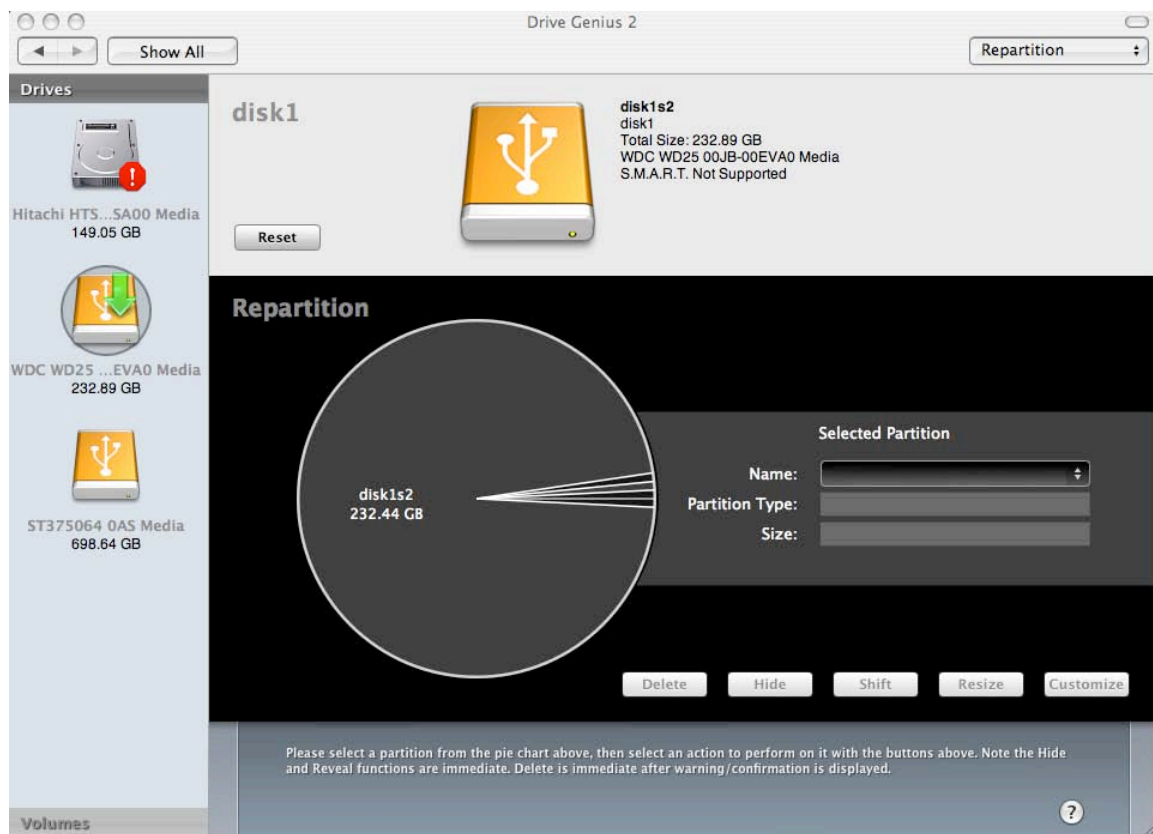 Drive Genius 2
Show All
Repartition
Drives
Hitachi HTS...SA00 Media
149.05 GB
WDC WD25 ...EVA0 Media
232.89 GB
ST375064 0AS Media
698.64 GB
Volumes
disk1
Reset
disk1s2
disk1
Total Size: 232.89 GB
WDC WD25 00JB-00EVA0 Media
S.M.A.R.T. Not Supported
Repartition
disk1s2
232.44 GB
Selected Partition
Name:
Partition Type:
Size:
Delete
Hide
Shift
Resize
Customize
Please select a partition from the pie chart above, then select an action to perform on it with the buttons above. Note the Hide
and Reveal functions are immediate. Delete is immediate after warning/confirmation is displayed.
?